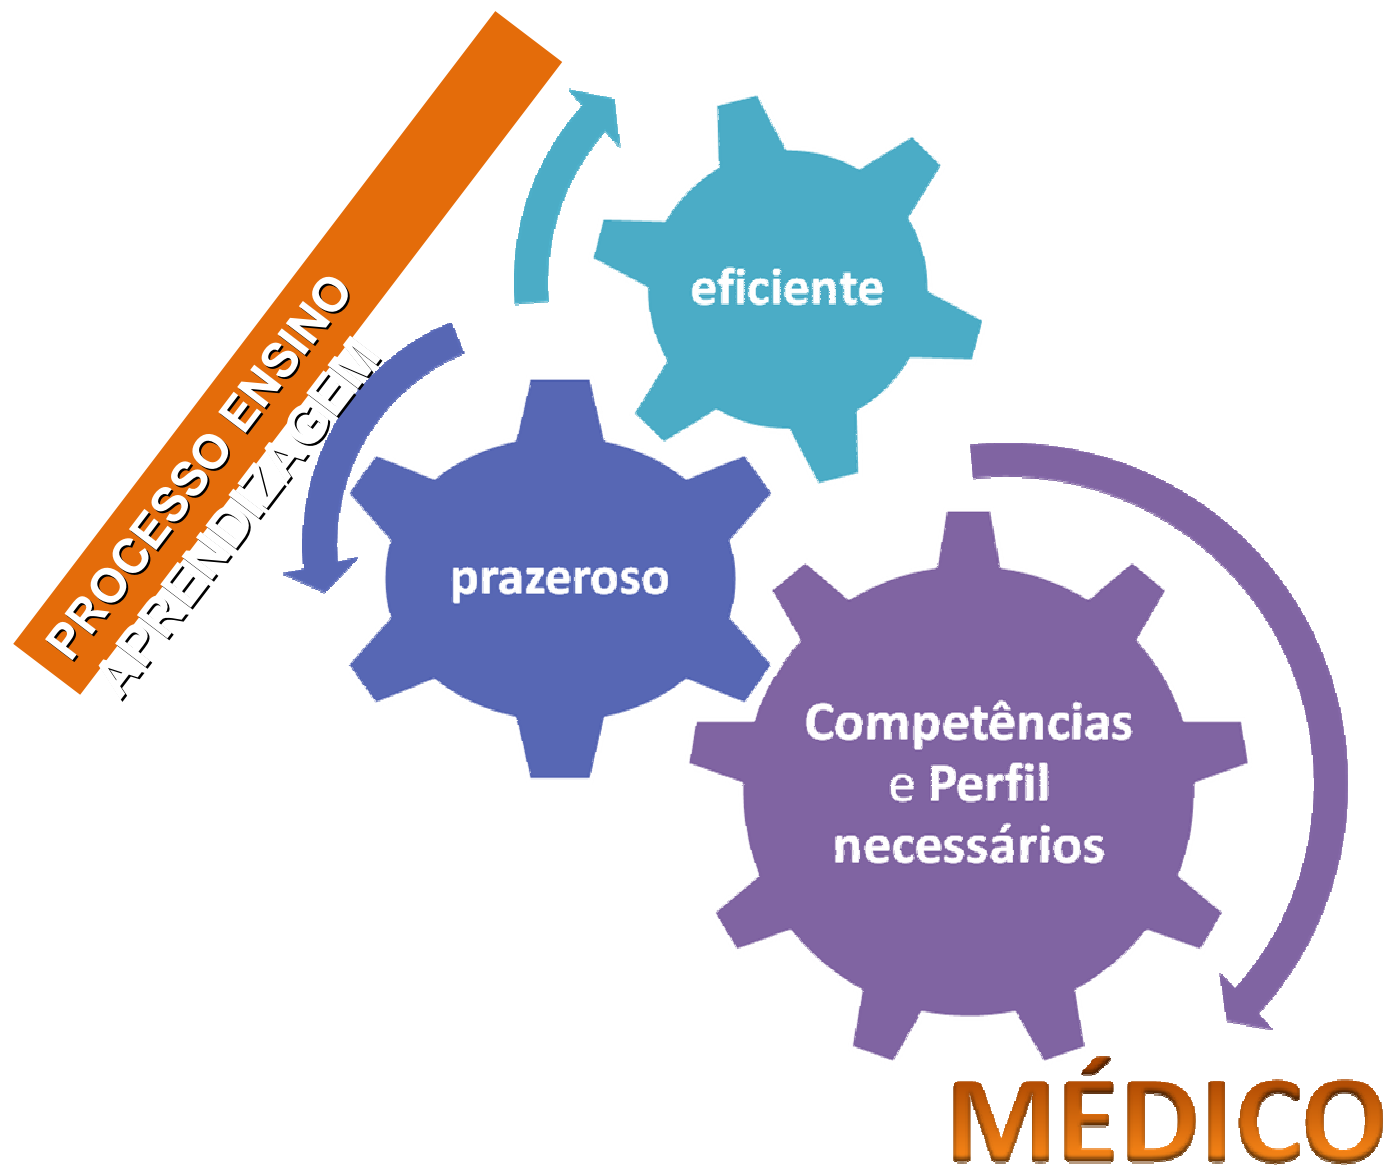 PROCESSO ENSINO
APRENDIZAGEM
eficiente
prazeroso
Competências
e Perfil
necessários
MÉDICO